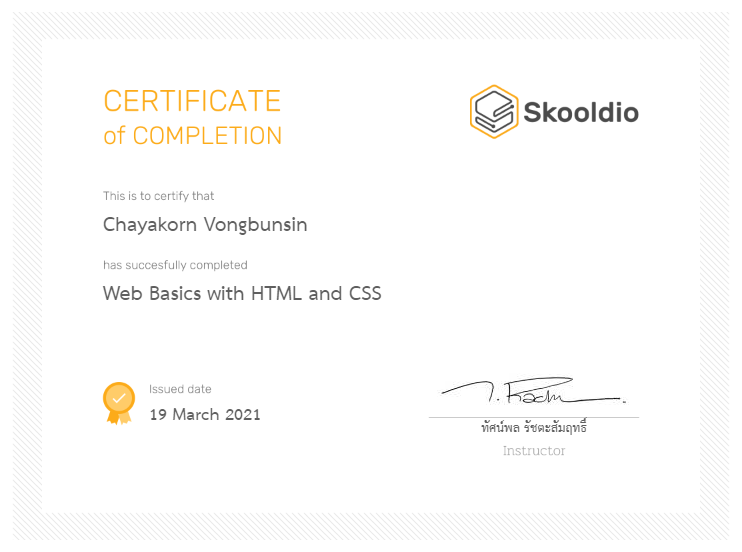 CERTIFICATE
of COMPLETION
Skooldio
This is to certify that
Chayakorn Vongbunsin
has succesfully completed
Web Basics with HTML and CSS
Issued date
19 March 2021
ทัศน์พล รัชตะสัมฤทธิ์
Instructor